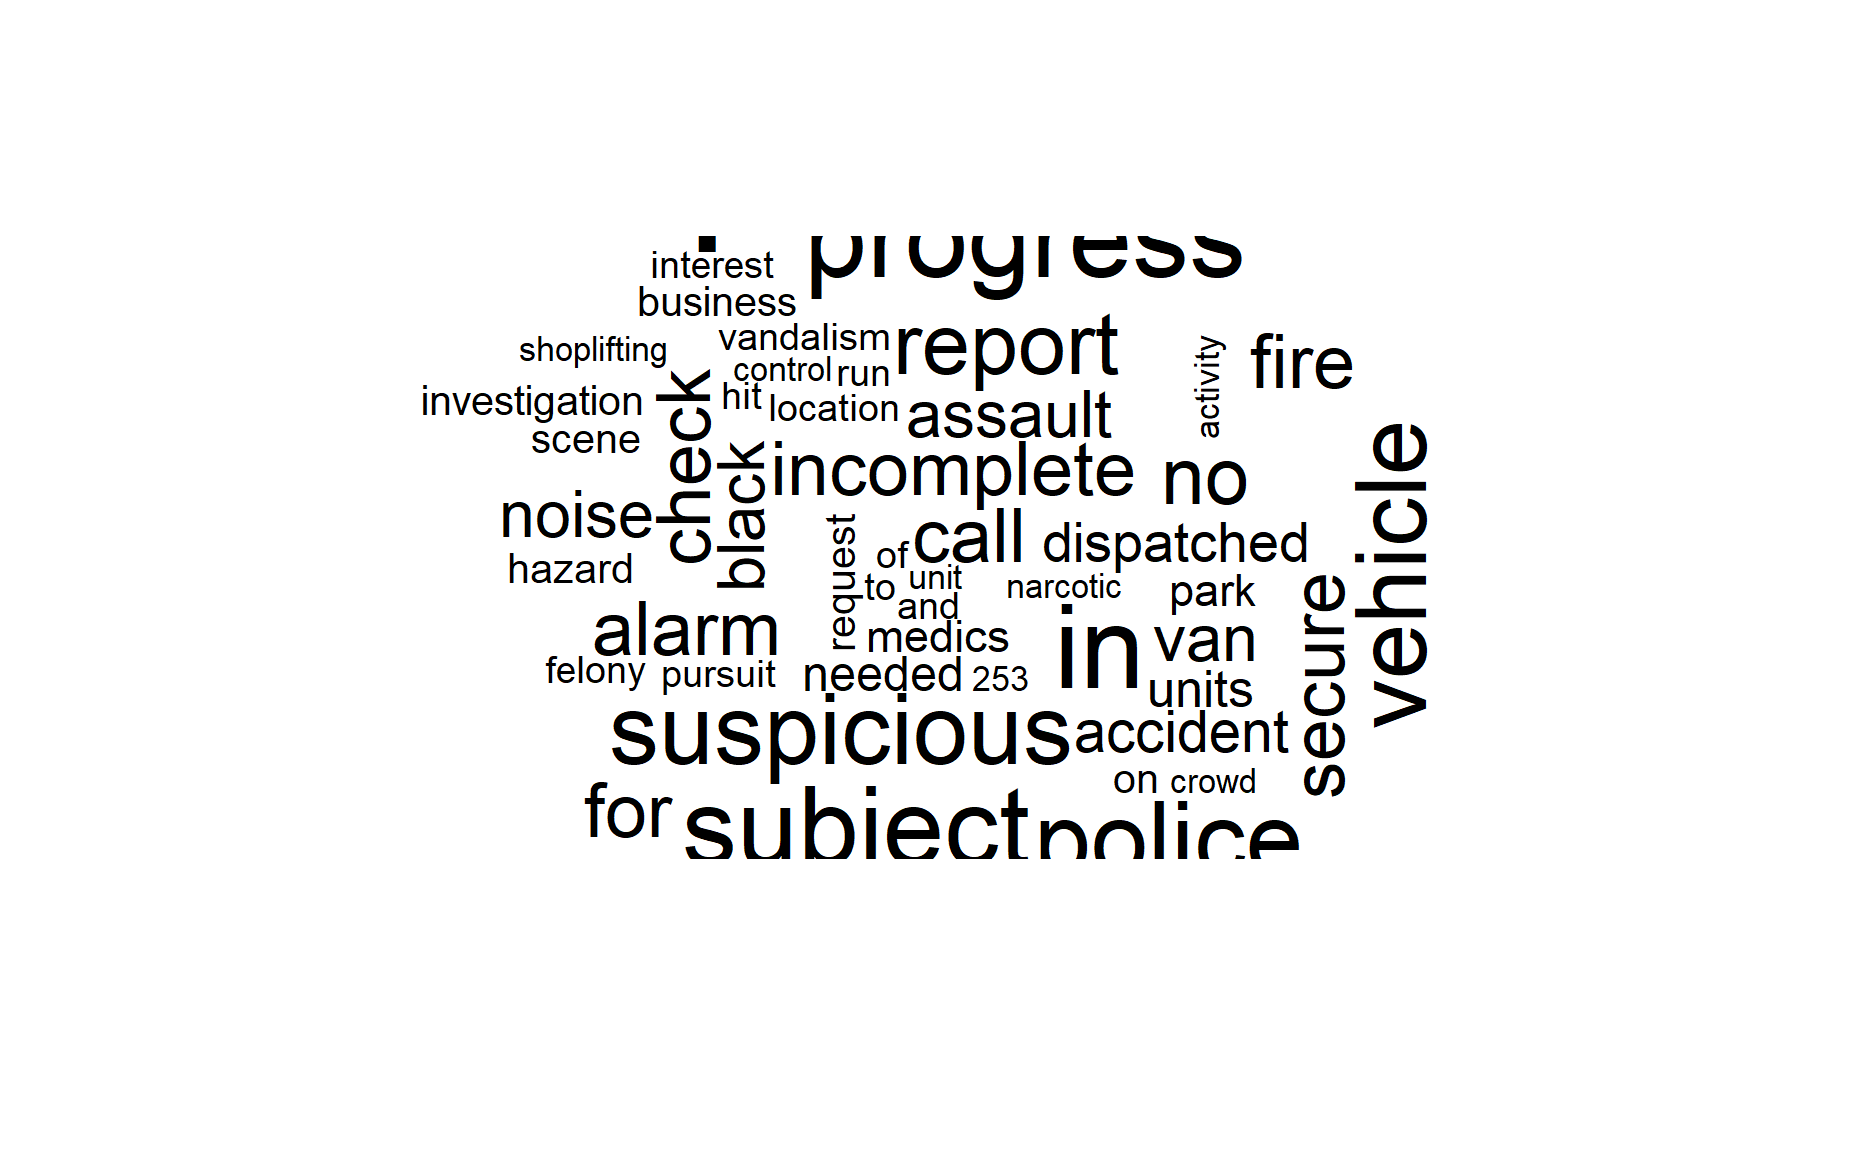 progress
interest
business
vandalism
report
shoplifting
control
run
activity
fire
investigation
check
hit
location
assault
scene
black
incomplete
no
vehicle
noise
request
of
call
dispatched
hazard
to
unit
narcotic
park
secure
and
alarm
medics
in
van
felony
pursuit
needed
253
units
suspicious
accident
on
crowd
for
subject
police